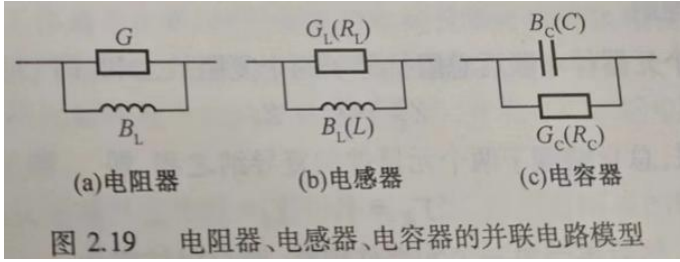 G
B_L
(a)电阻器
G_L(R_L)
B_L(L)
(b)电感器
B_C(C)
G_C(R_C)
(c)电容器
图 2.19 电阻器、电感器、电容器的并联电路模型